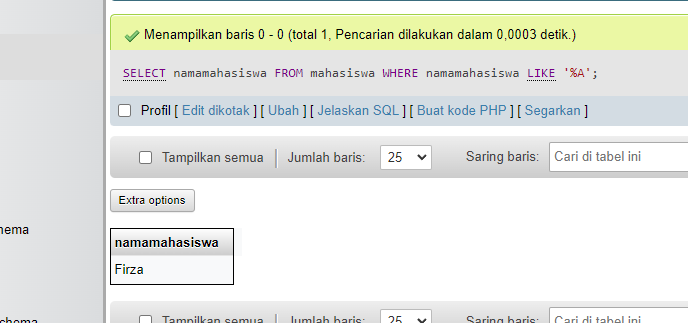 Menampilkan baris 0 - 0 (total 1, Pencarian dilakukan dalam 0,0003 detik.)
SELECT namamahasiswa FROM mahasiswa WHERE namamahasiswa LIKE '%A';
Profil [ Edit dikotak ] [ Ubah ] [ Jelaskan SQL ] [ Buat kode PHP ] [ Segarkan ]
Tampilkan semua Jumlah baris: 25 Saring baris: Cari di tabel ini
Extra options
hema
namamahasiswa
Firza
chema
Tampilkan semua Jumlah baris: 25 Saring baris: Cari di tabel ini